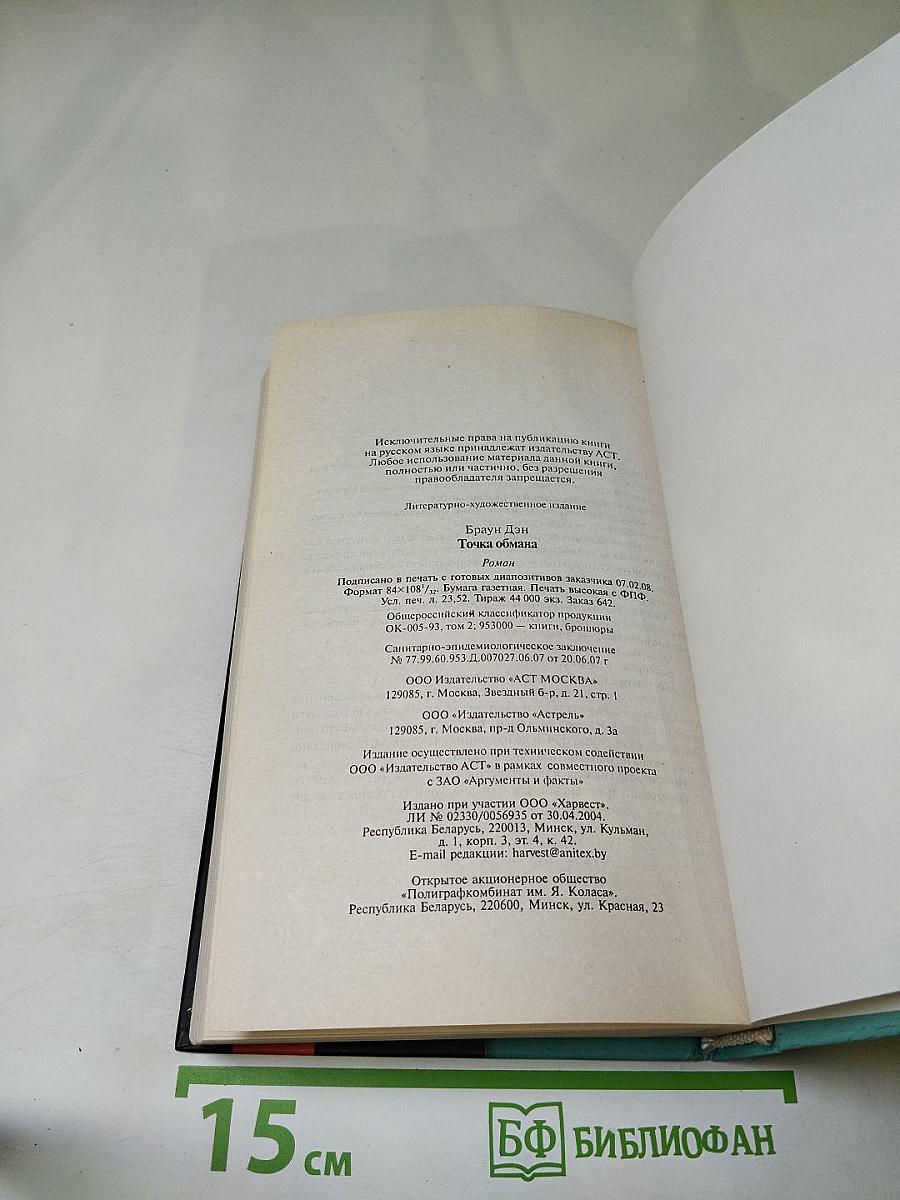 Исключительные права на публикацию книги
на русском языке принадлежат издательству АСТ.
Любое использование материала данной книги,
полностью или частично, без разрешения
правообладателя запрещается.
Литературно-художественное издание
Браун Дэн
Точка обмана
Роман
Подписано в печать с готовых диапозитивов заказчика 07.02.08.
Формат 84×108¹/₃₂. Бумага газетная. Печать высокая с ФПФ.
Усл. печ. л. 23,52. Тираж 44 000 экз. Заказ 642.
Общероссийский классификатор продукции
ОК-005-93, том 2; 953000 — книги, брошюры
Санитарно-эпидемиологическое заключение
№ 77.99.60.953.Д.007027.06.07 от 20.06.07 г
ООО Издательство «АСТ МОСКВА»
129085, г. Москва, Звездный б-р, д. 21, стр. 1
ООО «Издательство «Астрель»
129085, г. Москва, пр-д Ольминского, д. 3а
Издание осуществлено при техническом содействии
ООО «Издательство АСТ» в рамках совместного проекта
с ЗАО «Аргументы и факты»
Издано при участии ООО «Харвест».
ЛИ № 02330/0056935 от 30.04.2004.
Республика Беларусь, 220013, Минск, ул. Кульман,
д. 1, корп. 3, эт. 4, к. 42.
E-mail редакции: harvest@anitex.by
Открытое акционерное общество
«Полиграфкомбинат им. Я. Коласа».
Республика Беларусь, 220600, Минск, ул. Красная, 23
15 см
БФ БИБЛИОФАН